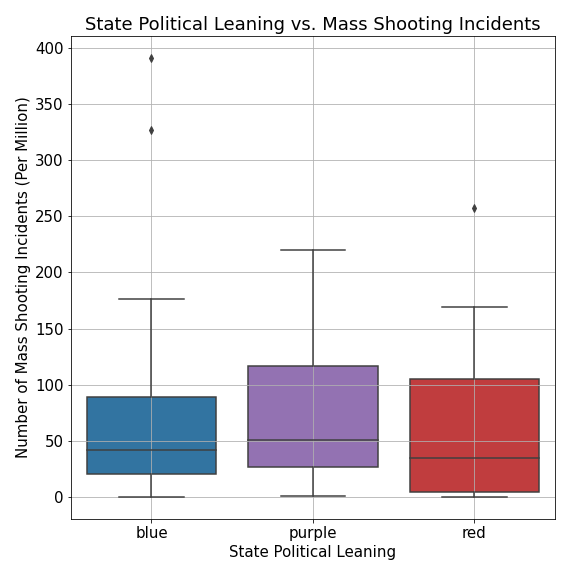 State Political Leaning vs. Mass Shooting Incidents
400
350
300
250
200
150
100
50
0
Number of Mass Shooting Incidents (Per Million)
blue purple red
State Political Leaning